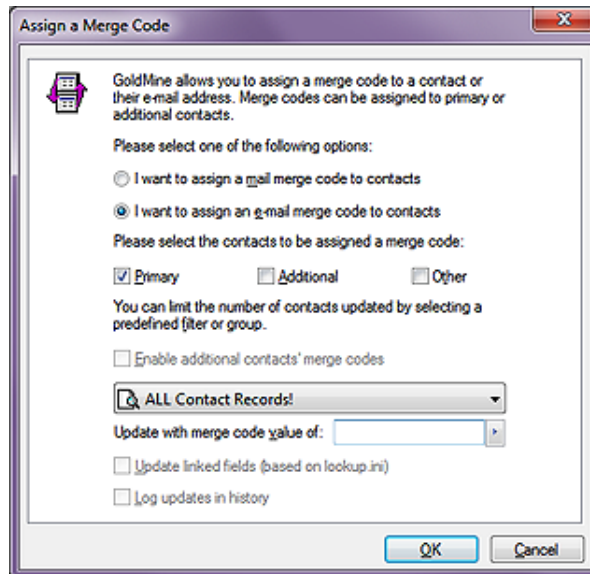 Assign a Merge Code
GoldMine allows you to assign a merge code to a contact or
their e-mail address. Merge codes can be assigned to primary or
additional contacts.
Please select one of the following options:
I want to assign a mail merge code to contacts
I want to assign an e-mail merge code to contacts
Please select the contacts to be assigned a merge code:
Primary Additional Other
You can limit the number of contacts updated by selecting a
predefined filter or group.
Enable additional contacts' merge codes
ALL Contact Records!
Update with merge code value of:
Update linked fields (based on lookup.ini)
Log updates in history
OK Cancel